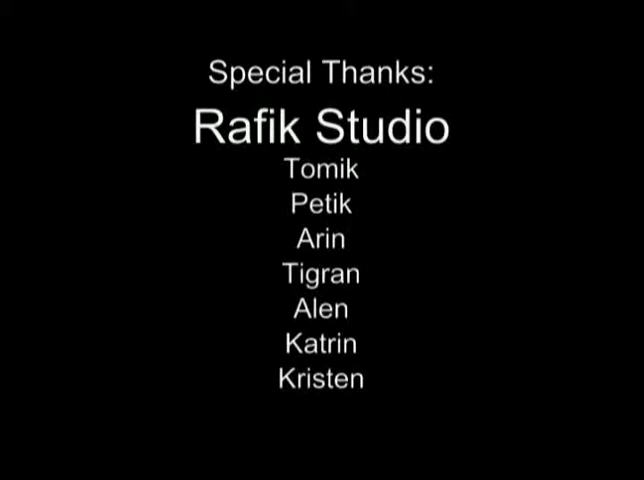 Special Thanks:
Rafik Studio
Tomik
Petik
Arin
Tigran
Alen
Katrin
Kristen